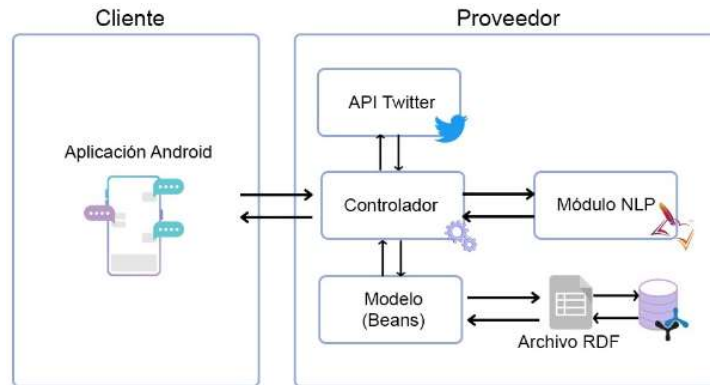 Cliente
Proveedor
API Twitter
Aplicación Android
Controlador
Módulo NLP
Modelo
(Beans)
Archivo RDF